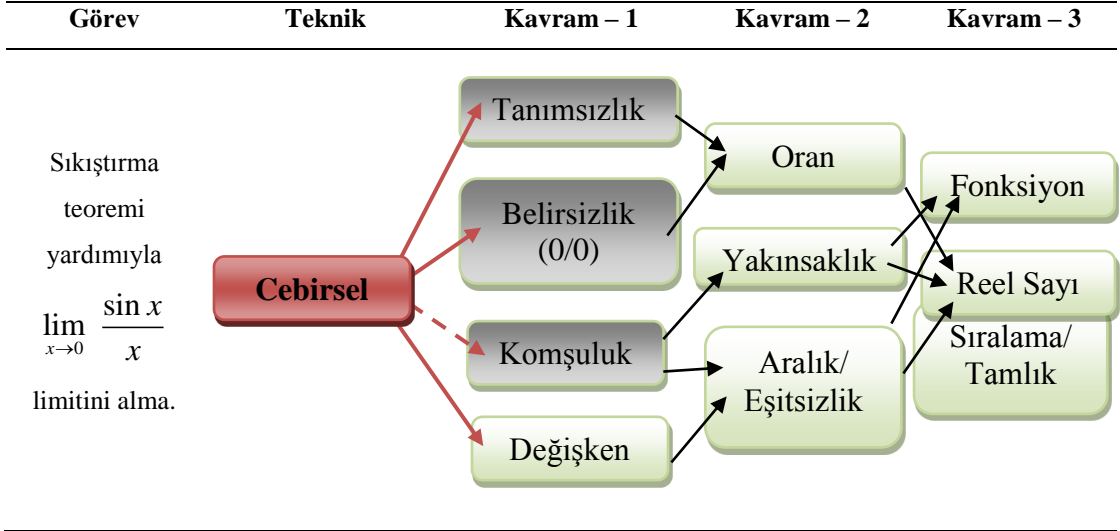 Görev Teknik Kavram – 1 Kavram – 2 Kavram – 3
Sıkıştırma
teoremi
yardımıyla
lim x→0 sin x / x
limitini alma.
Cebirsel
Tanımsızlık
Belirsizlik
(0/0)
Komşuluk
Değişken
Oran
Yakınsaklık
Aralık/
Eşitsizlik
Fonksiyon
Reel Sayı
Sıralama/
Tamlık